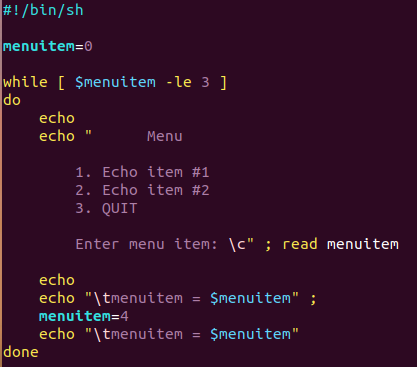 #!/bin/sh
menuitem=0
while [ $menuitem -le 3 ]
do
    echo
    echo "      Menu
        1. Echo item #1
        2. Echo item #2
        3. QUIT
        Enter menu item: \c" ; read menuitem
    echo
    echo "\tmenuitem = $menuitem" ;
    menuitem=4
    echo "\tmenuitem = $menuitem"
done